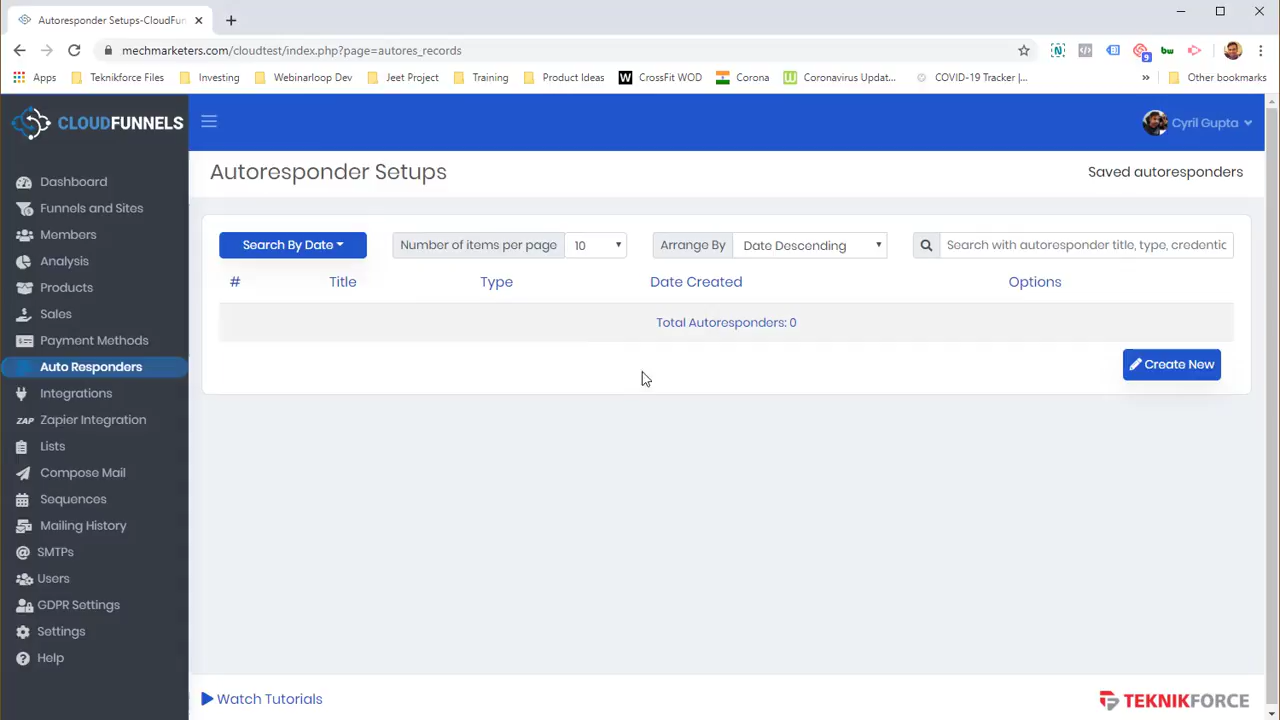 Autoresponder Setups-CloudFun
mechmarketers.com/cloudtest/index.php?page=autores_records
N
9
bw
Apps
Teknikforce Files
Investing
Webinarloop Dev
Jeet Project
Training
Product Ideas
W CrossFit WOD
Corona
Coronavirus Updat...
COVID-19 Tracker |...
»
Other bookmarks
CLOUDFUNNELS
Cyril Gupta
Dashboard
Funnels and Sites
Members
Analysis
Products
Sales
Payment Methods
Auto Responders
Integrations
ZAP Zapier Integration
Lists
Compose Mail
Sequences
Mailing History
SMTPs
Users
GDPR Settings
Settings
Help
Autoresponder Setups
Saved autoresponders
Search By Date
Number of items per page
10
Arrange By
Date Descending
Search with autoresponder title, type, credentic
# Title Type Date Created Options
Total Autoresponders: 0
Create New
Watch Tutorials
TEKNIKFORCE